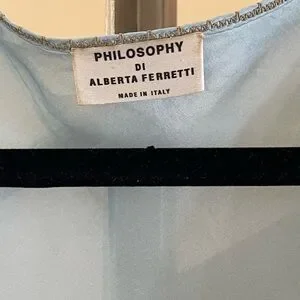 PHILOSOPHY
DI
ALBERTA FERRETTI
MADE IN ITALY